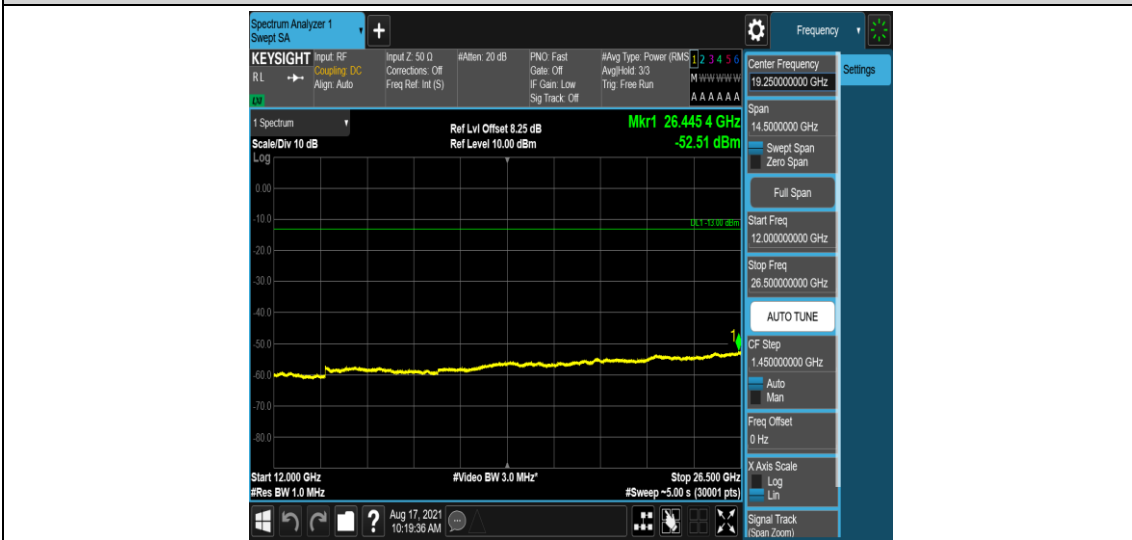 Spectrum Analyzer 1
Swept SA
+
Frequency
KEYSIGHT
RL
LXI
Input: RF
Coupling: DC
Align: Auto
Input Z: 50 Ω
Corrections: Off
Freq Ref: Int (S)
#Atten: 20 dB
PNO: Fast
Gate: Off
IF Gain: Low
Sig Track: Off
#Avg Type: Power (RMS
Avg|Hold: 3/3
Trig: Free Run
1 2 3 4 5 6
M W W W W W
A A A A A A
1 Spectrum
Scale/Div 10 dB
Log
Ref Lvl Offset 8.25 dB
Ref Level 10.00 dBm
Mkr1 26.445 4 GHz
-52.51 dBm
0.00
-10.0
DL1 -13.00 dBm
-20.0
-30.0
-40.0
1
-50.0
-60.0
-70.0
-80.0
Start 12.000 GHz
#Res BW 1.0 MHz
#Video BW 3.0 MHz*
Stop 26.500 GHz
#Sweep ~5.00 s (30001 pts)
?
Aug 17, 2021
10:19:36 AM
Center Frequency
19.250000000 GHz
Settings
Span
14.5000000 GHz
Swept Span
Zero Span
Full Span
Start Freq
12.000000000 GHz
Stop Freq
26.500000000 GHz
AUTO TUNE
CF Step
1.450000000 GHz
Auto
Man
Freq Offset
0 Hz
X Axis Scale
Log
Lin
Signal Track
(Span Zoom)